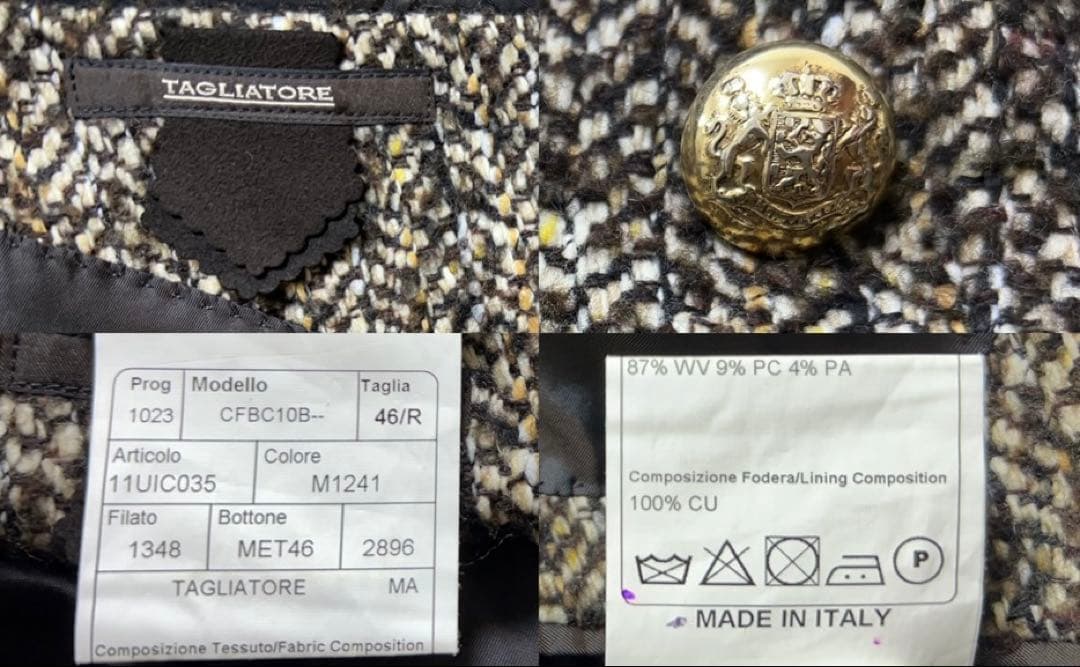 TAGLIATORE
Prog Modello Taglia
1023 CFBC10B-- 46/R
Articolo Colore
11UIC035 M1241
Filato Bottone
1348 MET46 2896
TAGLIATORE MA
Composizione Tessuto/Fabric Composition
87% WV 9% PC 4% PA
Composizione Fodera/Lining Composition
100% CU
P
MADE IN ITALY